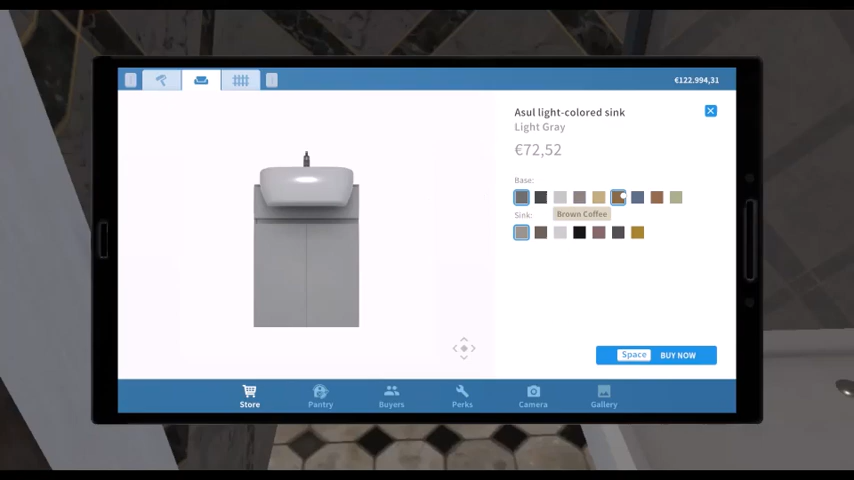 €122.994,31
Asul light-colored sink
Light Gray
€72,52
Base:
Brown Coffee
Sink:
Space BUY NOW
Store Pantry Buyers Perks Camera Gallery